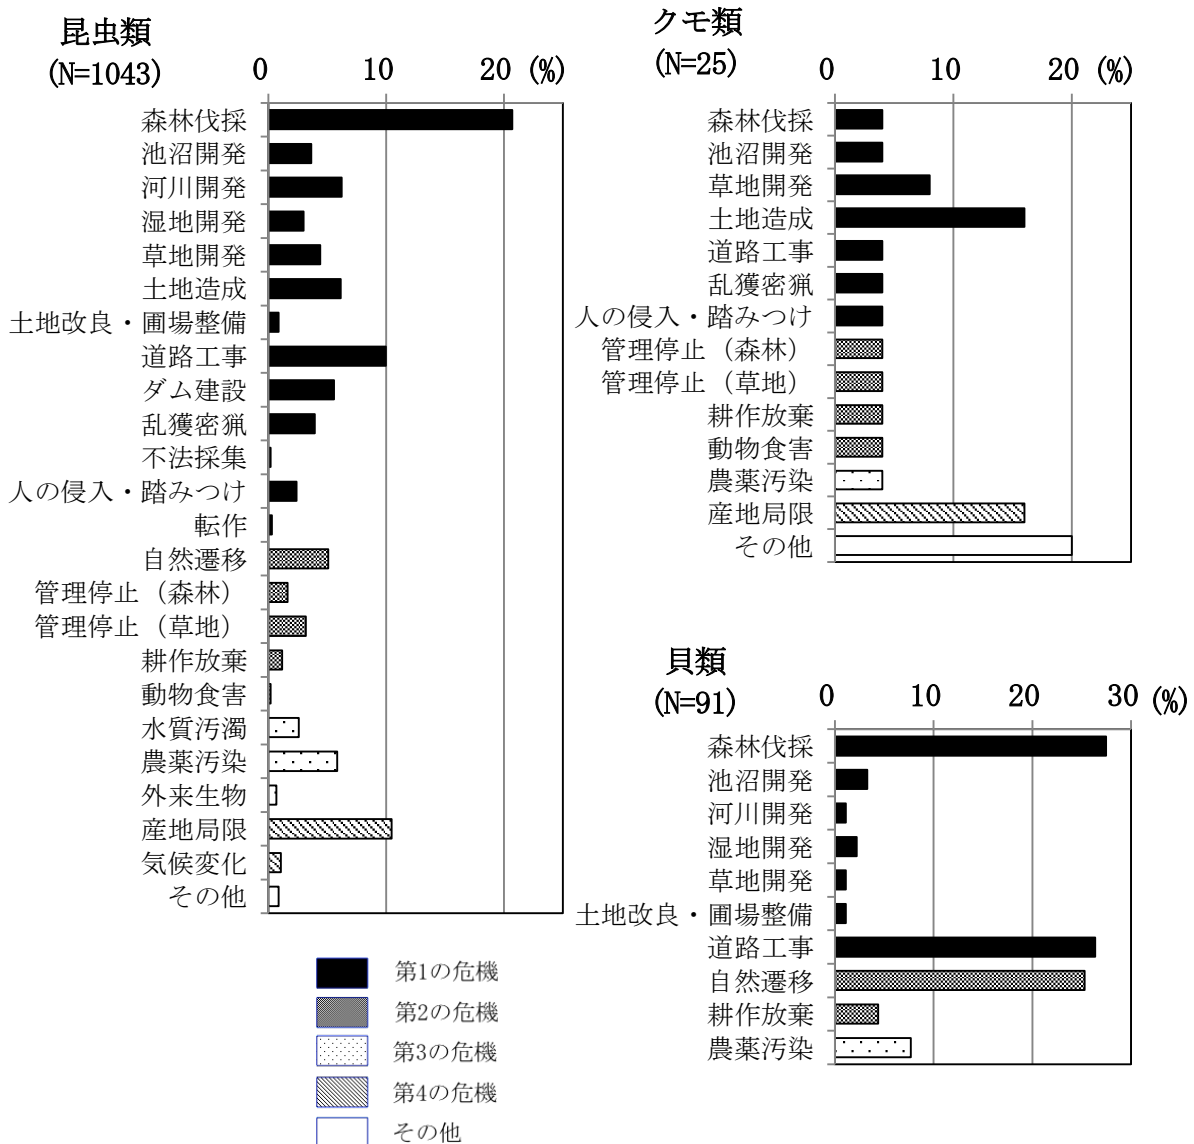 昆虫類
(N=1043)
0 10 20 (%)
森林伐採
池沼開発
河川開発
湿地開発
草地開発
土地造成
土地改良・圃場整備
道路工事
ダム建設
乱獲密猟
不法採集
人の侵入・踏みつけ
転作
自然遷移
管理停止（森林）
管理停止（草地）
耕作放棄
動物食害
水質汚濁
農薬汚染
外来生物
産地局限
気候変化
その他
クモ類
(N=25)
0 10 20 (%)
森林伐採
池沼開発
草地開発
土地造成
道路工事
乱獲密猟
人の侵入・踏みつけ
管理停止（森林）
管理停止（草地）
耕作放棄
動物食害
農薬汚染
産地局限
その他
貝類
(N=91)
0 10 20 30 (%)
森林伐採
池沼開発
河川開発
湿地開発
草地開発
土地改良・圃場整備
道路工事
自然遷移
耕作放棄
農薬汚染
第1の危機
第2の危機
第3の危機
第4の危機
その他